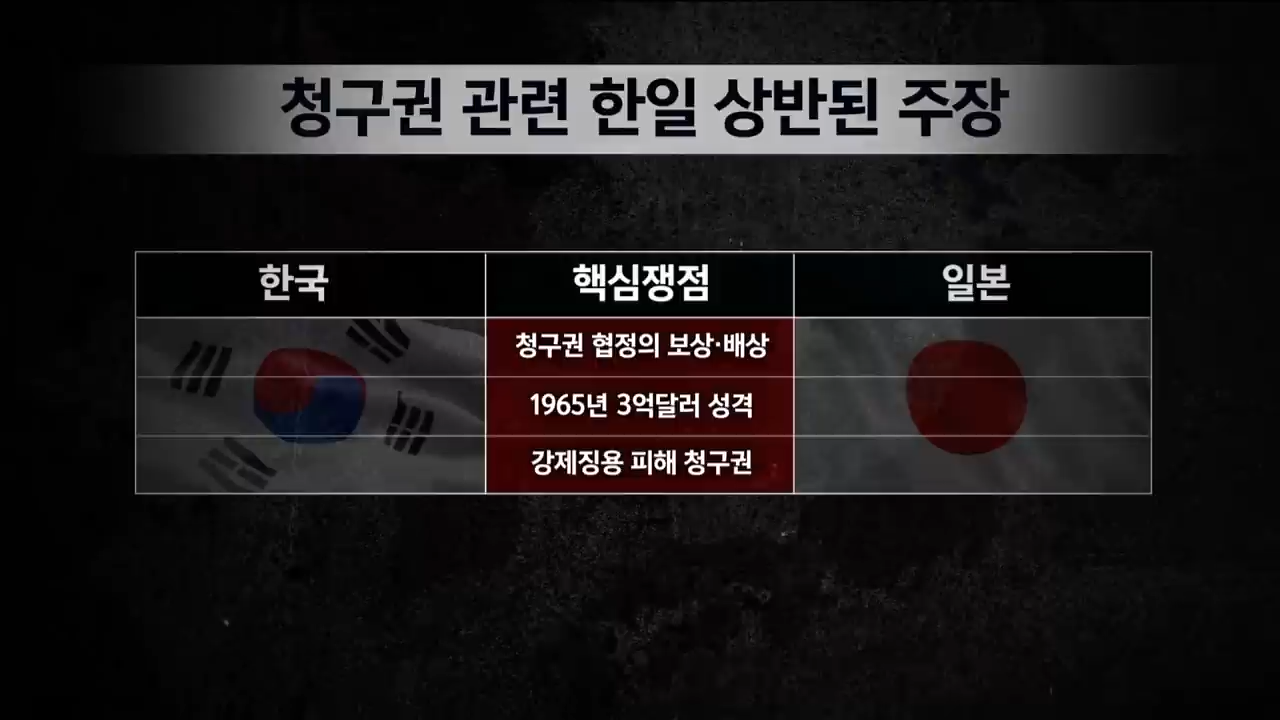 청구권 관련 한일 상반된 주장
한국 핵심쟁점 일본
청구권 협정의 보상·배상
1965년 3억달러 성격
강제징용 피해 청구권